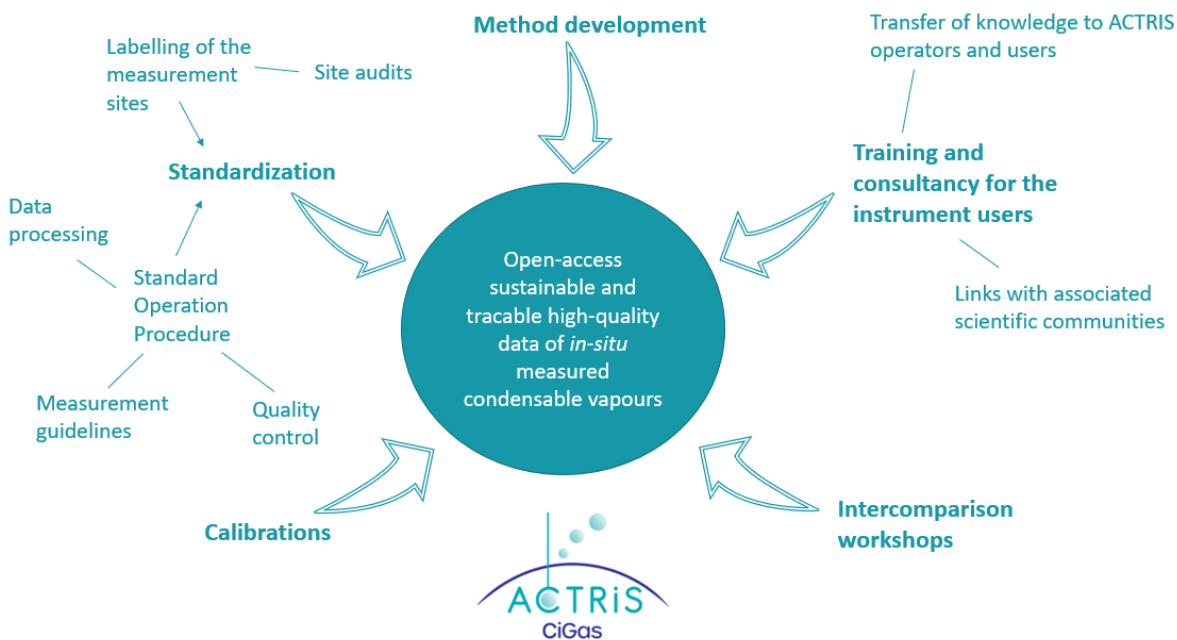 Method development
Transfer of knowledge to ACTRIS
operators and users
Labelling of the
measurement
sites
Site audits
Standardization
Training and
consultancy for the
instrument users
Data
processing
Standard
Operation
Procedure
Open-access
sustainable and
tracable high-quality
data of in-situ
measured
condensable vapours
Links with associated
scientific communities
Measurement
guidelines
Quality
control
Calibrations
Intercomparison
workshops
ACTRiS
CiGas